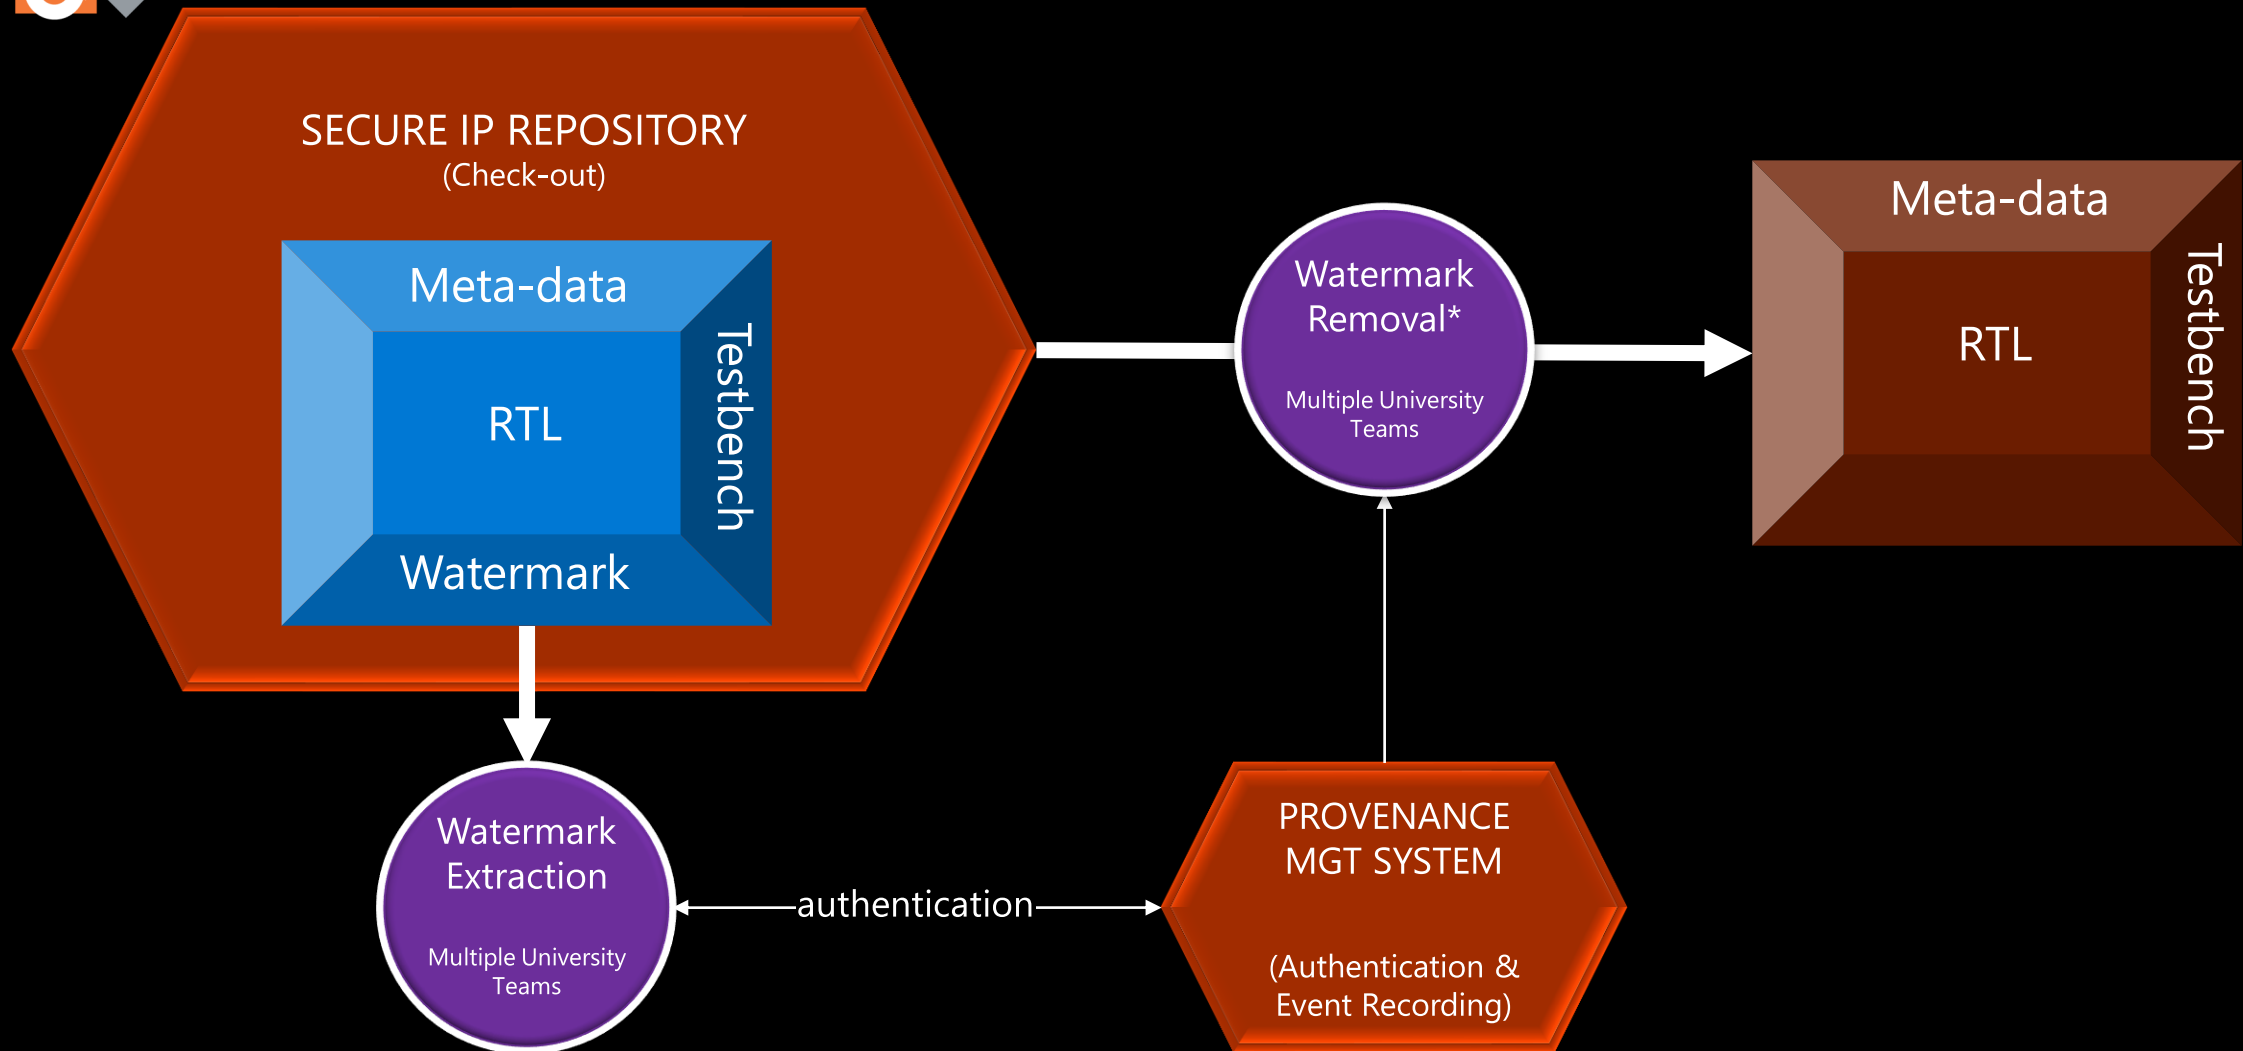 SECURE IP REPOSITORY
(Check-out)
Meta-data
Testbench
RTL
Watermark
Watermark
Removal*
Multiple University
Teams
Meta-data
Testbench
RTL
Watermark
Extraction
Multiple University
Teams
authentication
PROVENANCE
MGT SYSTEM
(Authentication &
Event Recording)